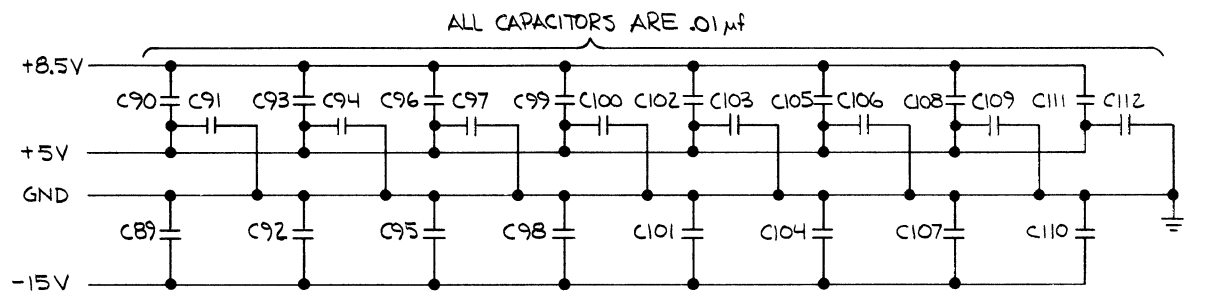 ALL CAPACITORS ARE .01 µf
+8.5V
C90 C91 C93 C94 C96 C97 C99 C100 C102 C103 C105 C106 C108 C109 C111 C112
+5V
GND
C89 C92 C95 C98 C101 C104 C107 C110
-15V